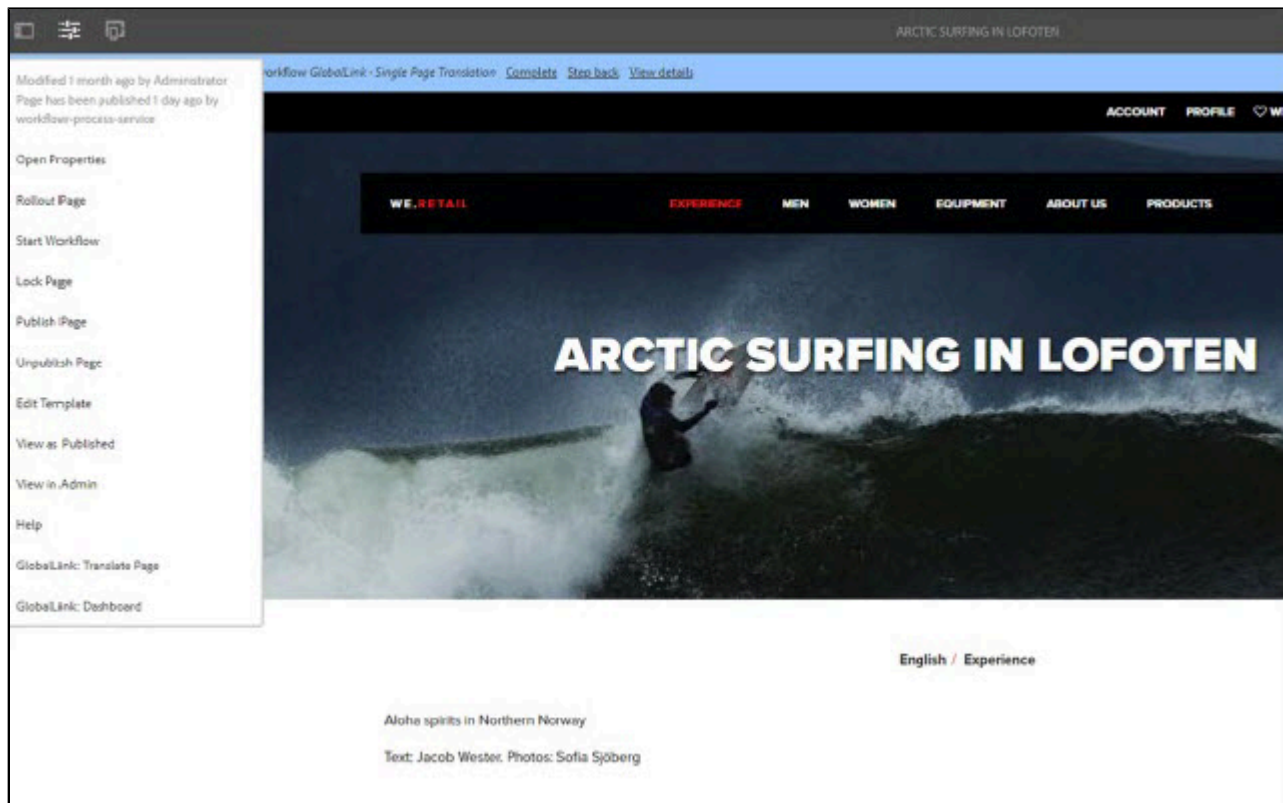 ARCTIC SURFING IN LOFOTEN
Modified 1 month ago by Administrator
Page has been published 1 day ago by
workflow-process-service
Open Properties
Rollout Page
Start Workflow
Lock Page
Publish Page
Unpublish Page
Edit Template
View as Published
View in Admin
Help
GlobalLink: Translate Page
GlobalLink: Dashboard
GlobalLink - Single Page Translation Complete Step back View details
ACCOUNT PROFILE
WE.RETAIL EXPERIENCE MEN WOMEN EQUIPMENT ABOUT US PRODUCTS
ARCTIC SURFING IN LOFOTEN
English / Experience
Aloha spirits in Northern Norway
Text: Jacob Wester. Photos: Sofia Sjöberg